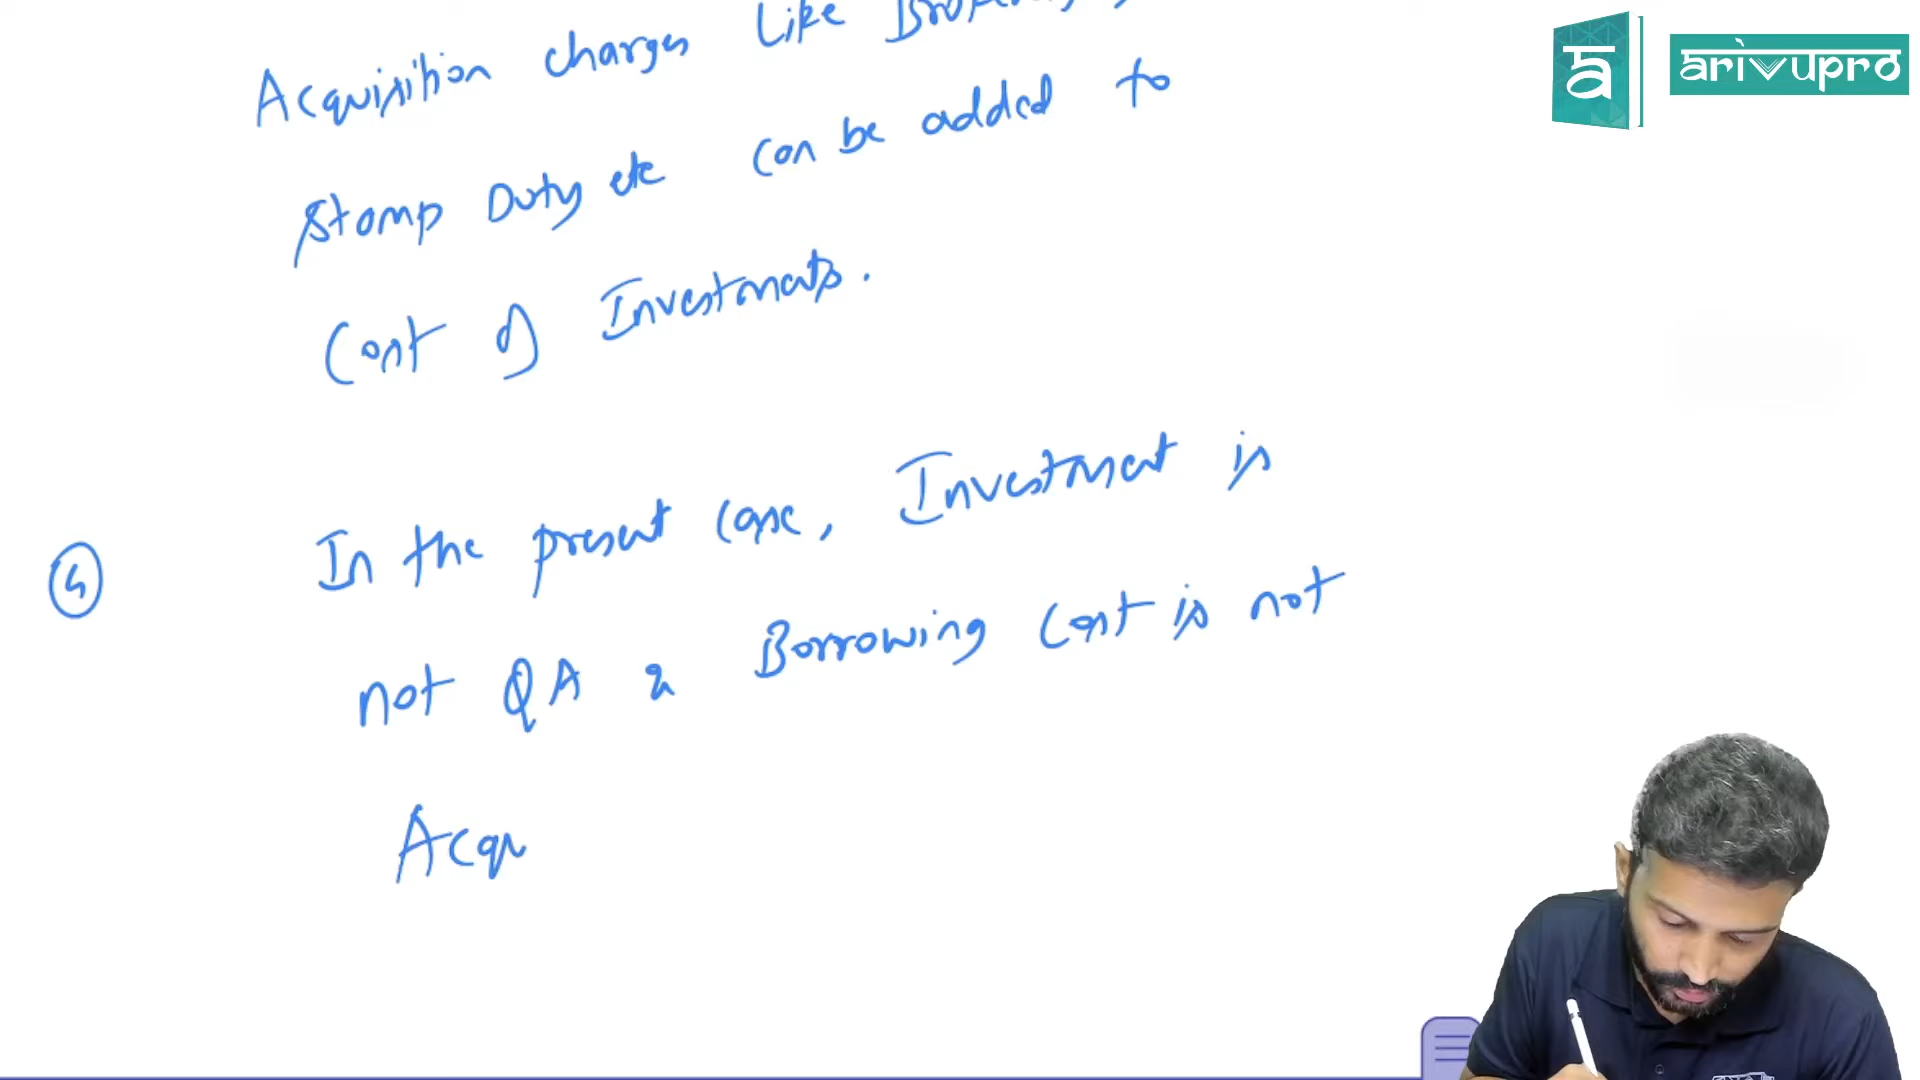 Acquisition charges Like
Stamp Duty etc can be added to
Cost of Investments.
4 In the present case, Investment is
not QA & Borrowing Cost is not
Acqu
a arivupro